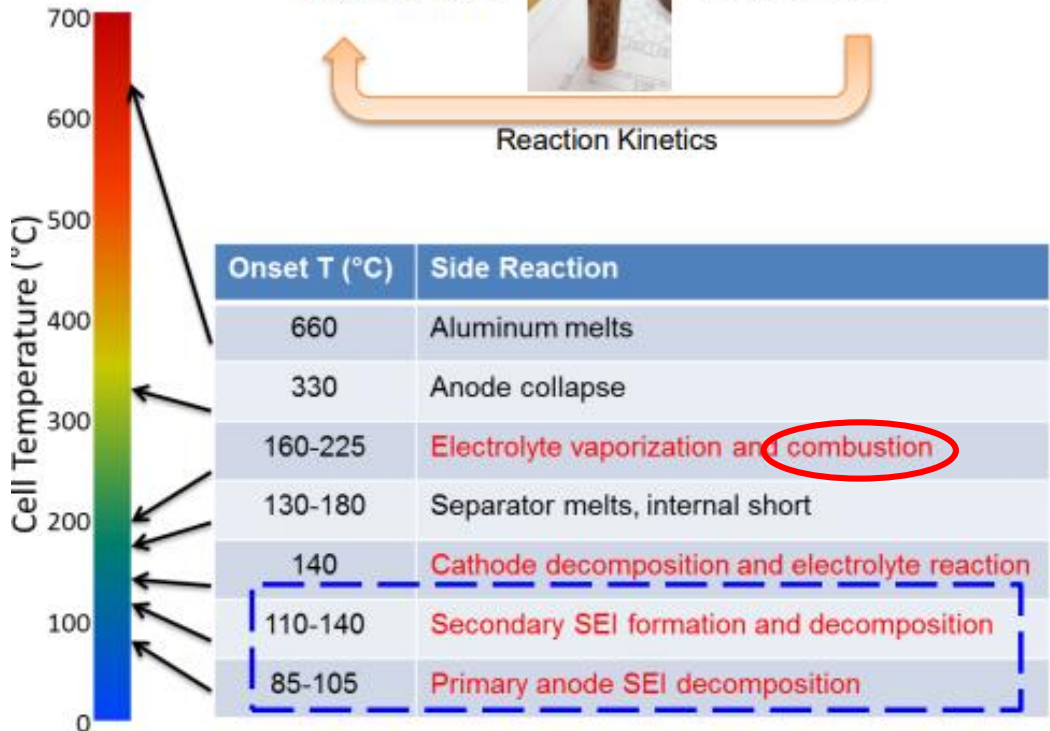 Reaction Kinetics
Cell Temperature (°C)
700
600
500
400
300
200
100
0
Onset T (°C) Side Reaction
660 Aluminum melts
330 Anode collapse
160-225 Electrolyte vaporization and combustion
130-180 Separator melts, internal short
140 Cathode decomposition and electrolyte reaction
110-140 Secondary SEI formation and decomposition
85-105 Primary anode SEI decomposition